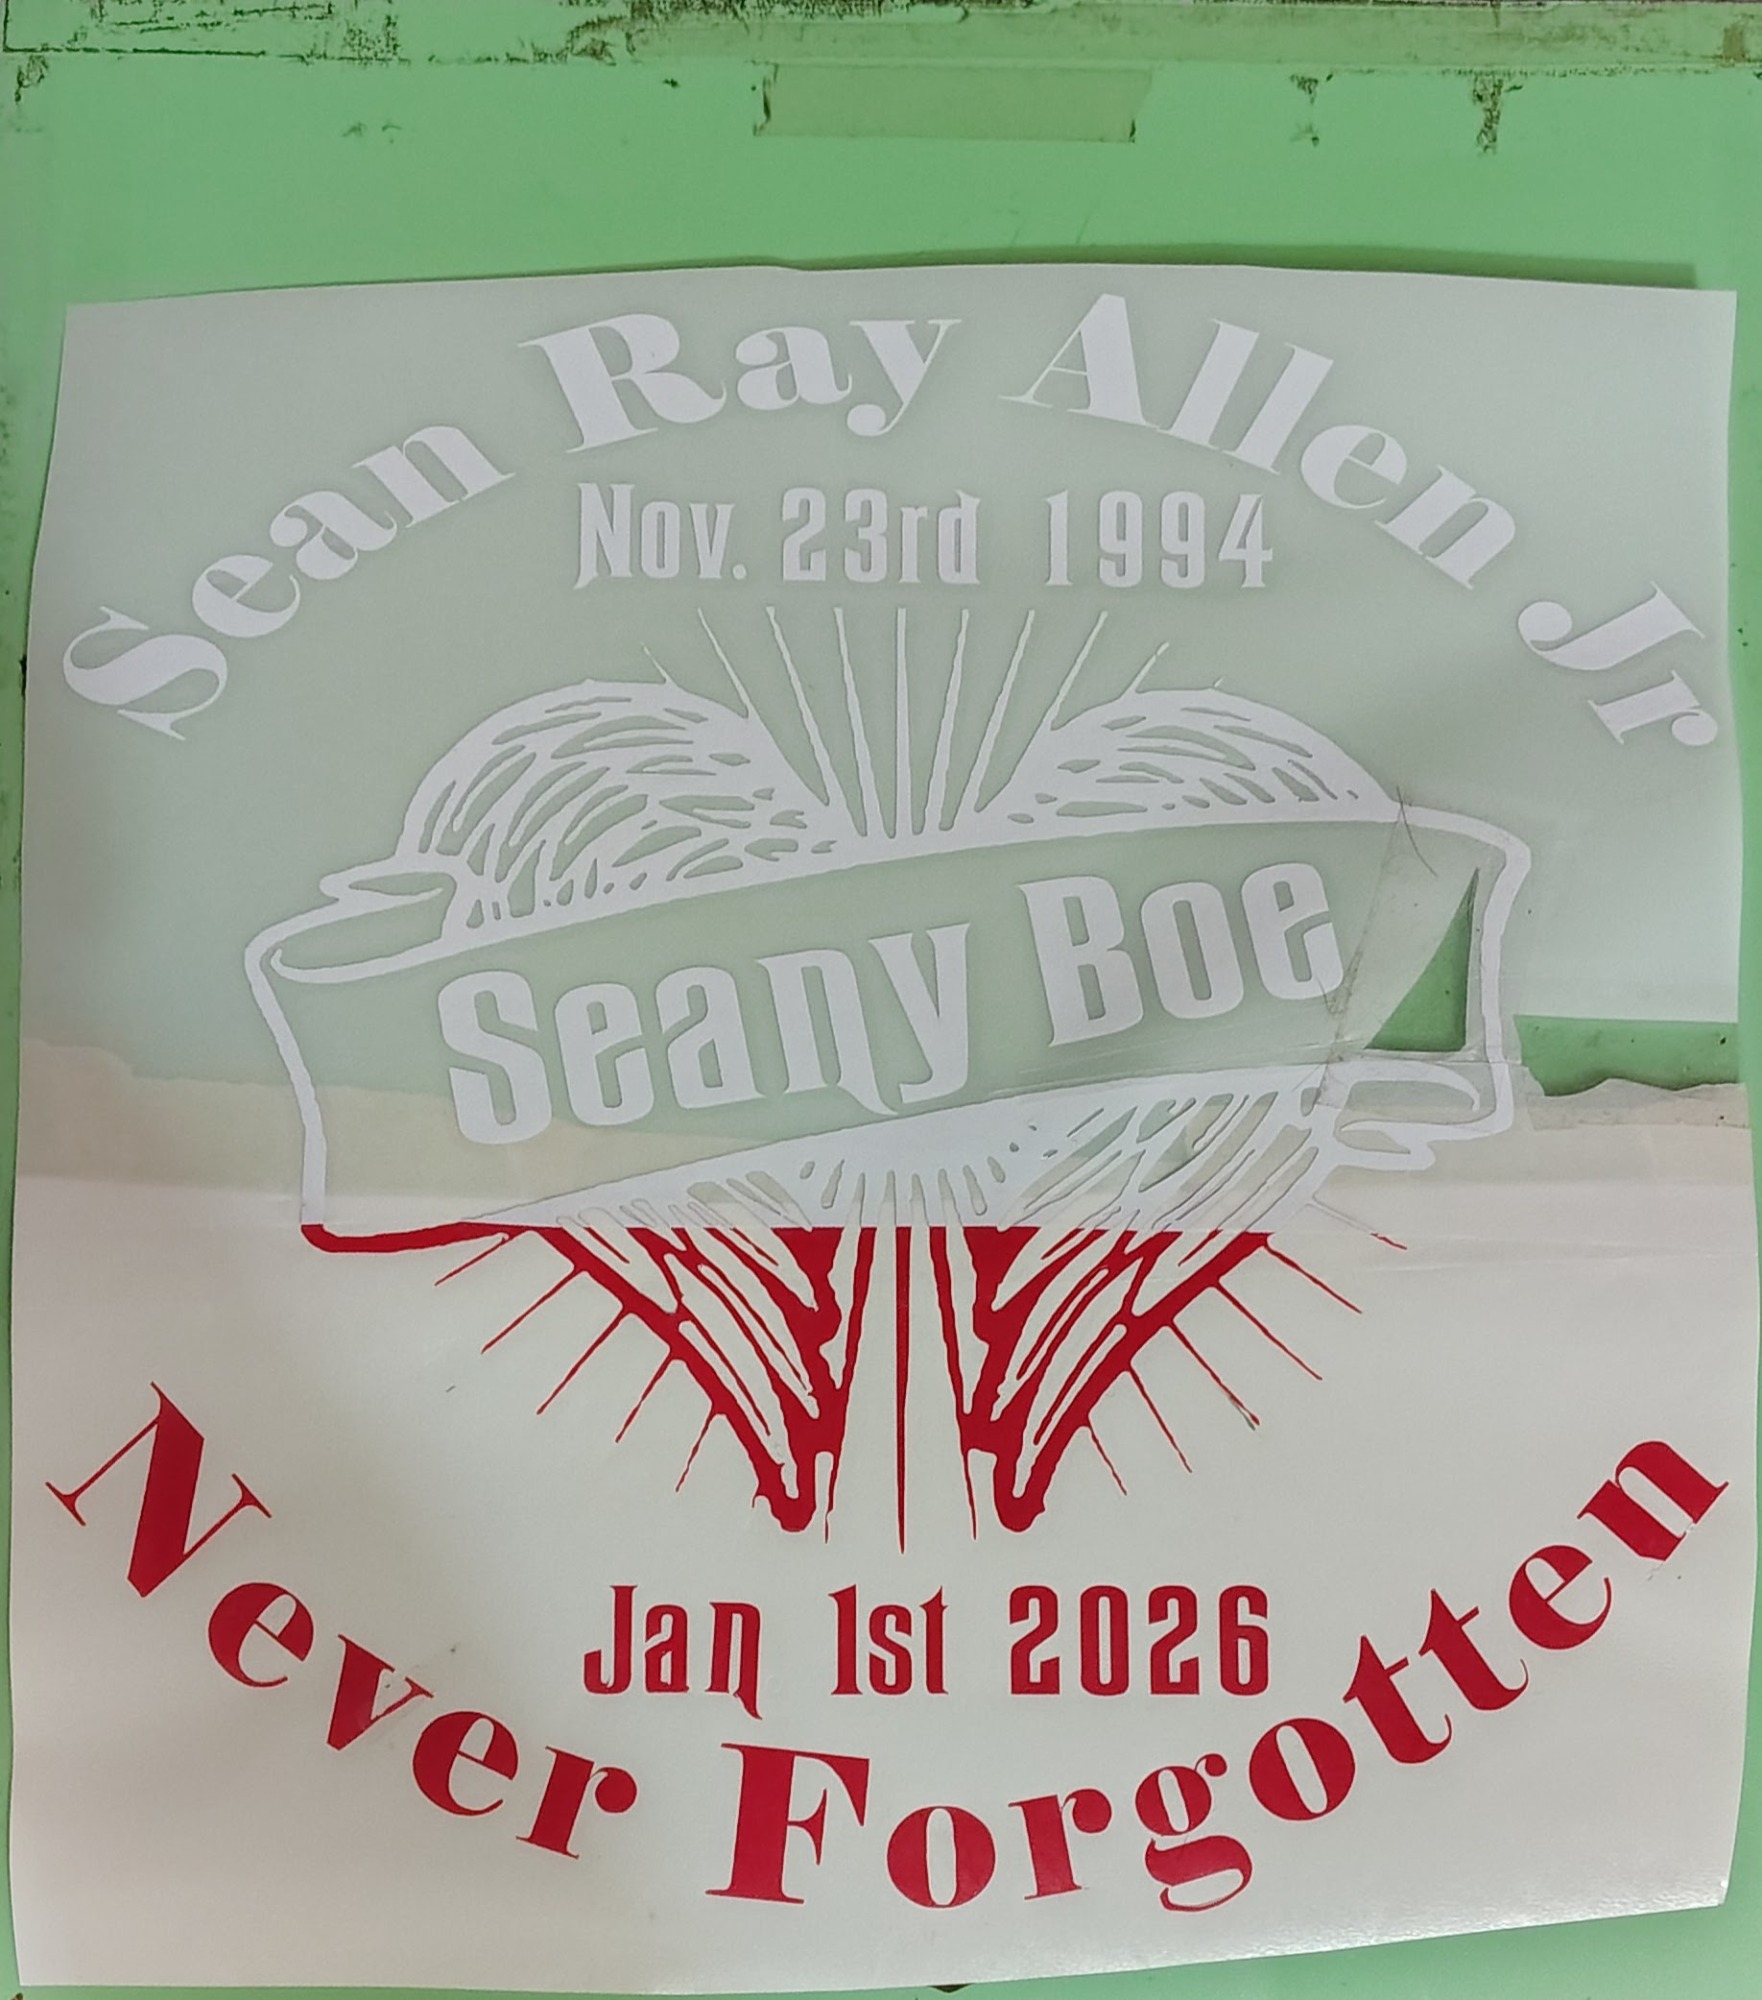 Sean Ray Allen Jr
Nov. 23rd 1994
Seany Boe
Jan 1st 2026
Never Forgotten